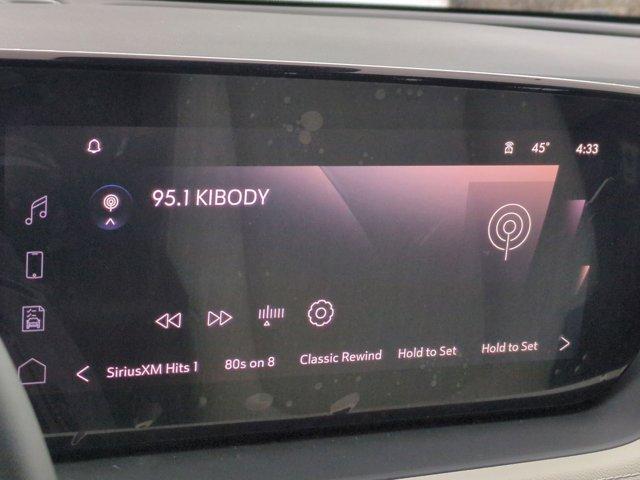 45° 4:33
95.1 KIBODY
SiriusXM Hits 1 80s on 8 Classic Rewind Hold to Set Hold to Set